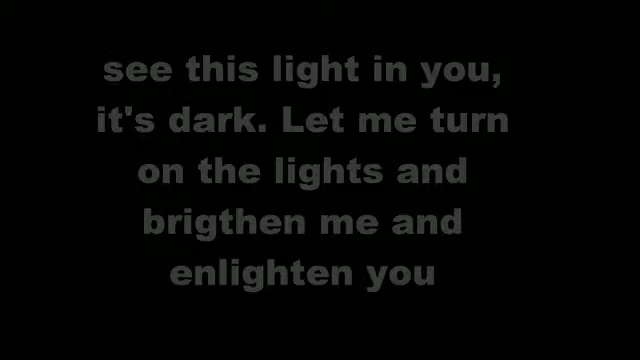 see this light in you,
it's dark. Let me turn
on the lights and
brigthen me and
enlighten you